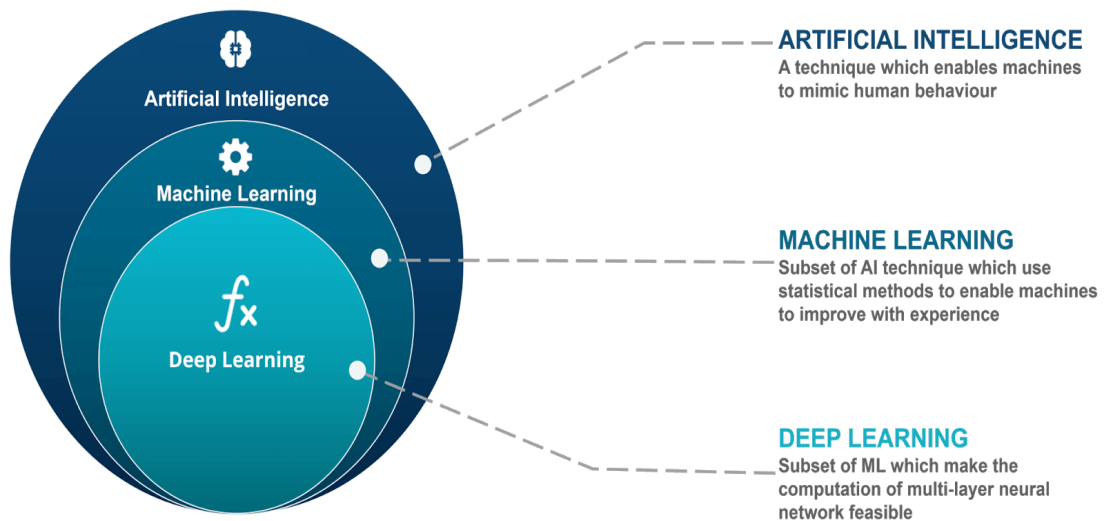 Artificial Intelligence
Machine Learning
fx
Deep Learning
ARTIFICIAL INTELLIGENCE
A technique which enables machines
to mimic human behaviour
MACHINE LEARNING
Subset of AI technique which use
statistical methods to enable machines
to improve with experience
DEEP LEARNING
Subset of ML which make the
computation of multi-layer neural
network feasible